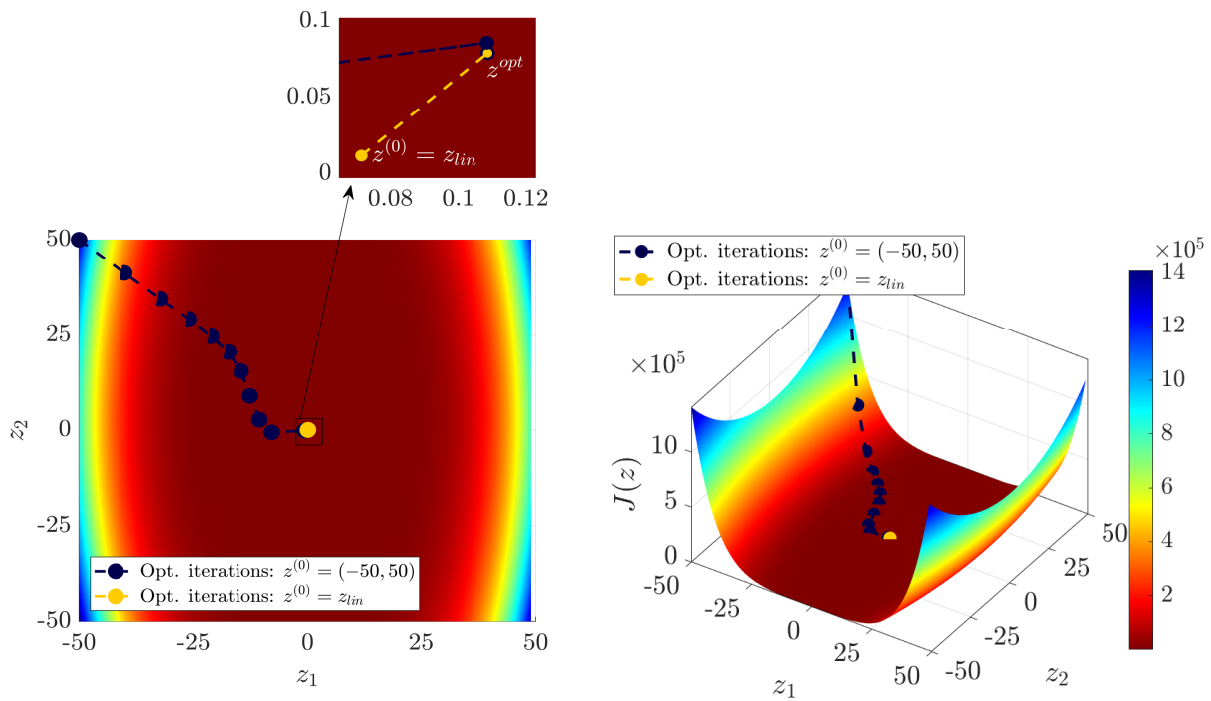 0.1
0.05
0
z^{opt}
z^{(0)} = z_{lin}
0.08 0.1 0.12
50
25
0
-25
-50
z_2
Opt. iterations: z^{(0)} = (−50, 50)
Opt. iterations: z^{(0)} = z_{lin}
-50 -25 0 25 50
z_1
Opt. iterations: z^{(0)} = (−50, 50)
Opt. iterations: z^{(0)} = z_{lin}
×10^5
10
5
0
J(z)
-50
-25
0
25
50
z_1
-50
-25
0
25
50
z_2
×10^5
14
12
10
8
6
4
2